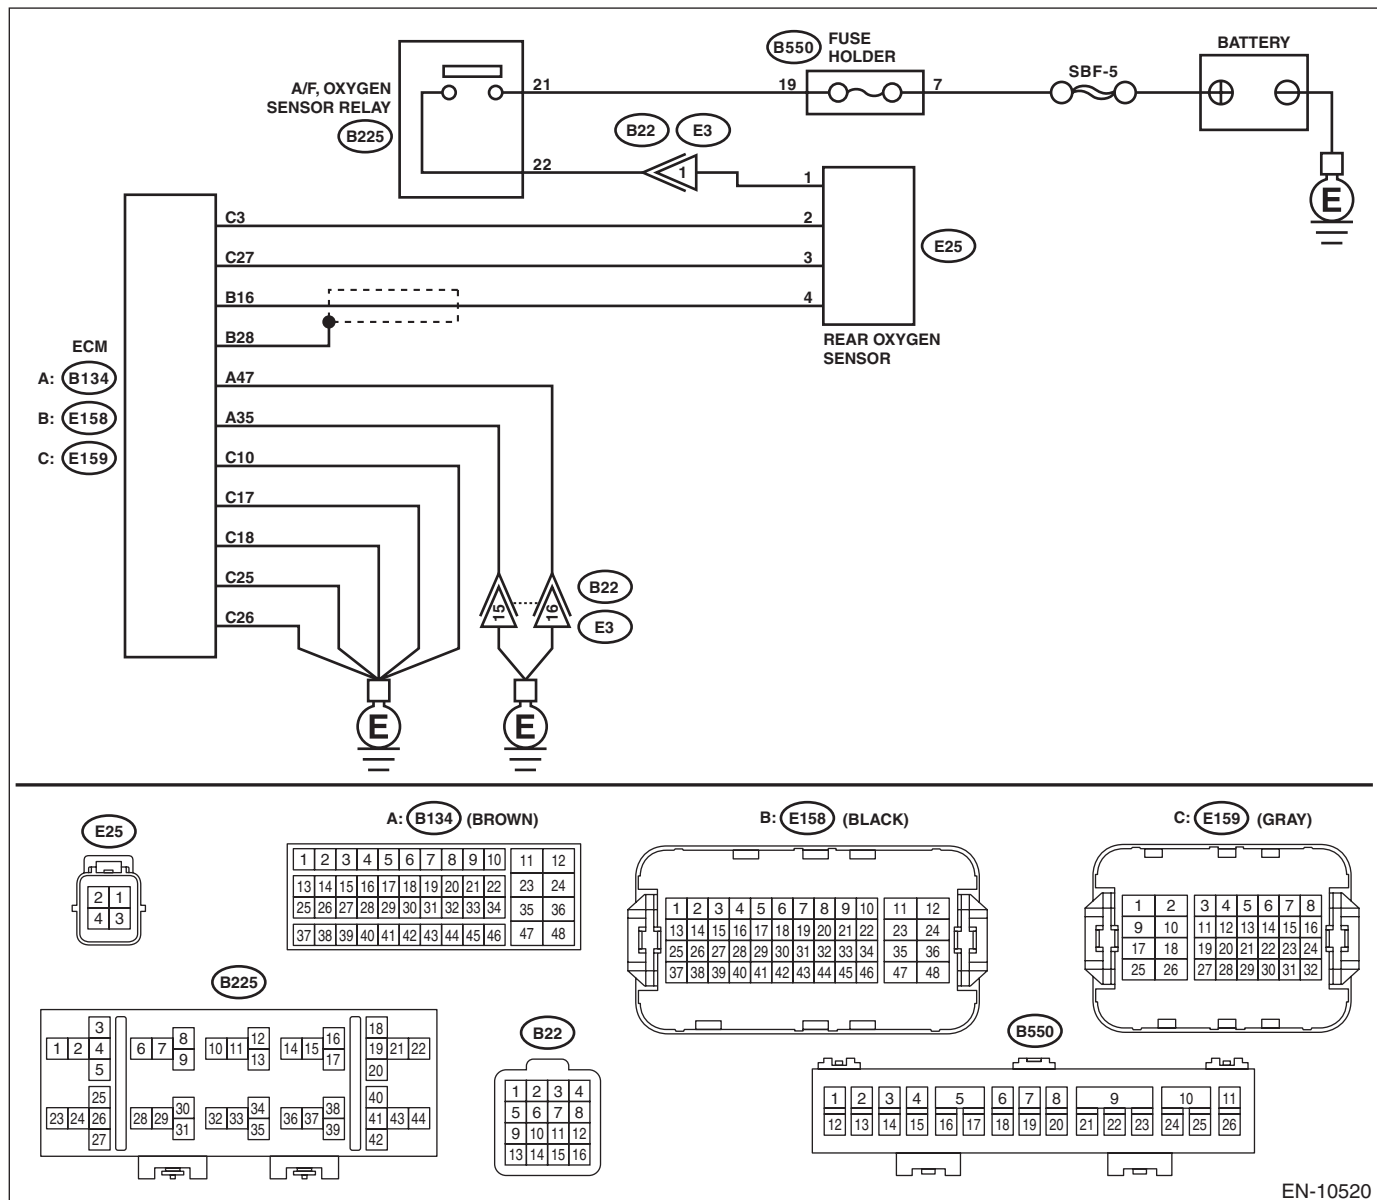 B550 FUSE
HOLDER
BATTERY
SBF-5
A/F, OXYGEN
SENSOR RELAY
B225
21
19
7
B22 E3
22
1
1
E
C3
2
C27
3
E25
B16
4
B28
REAR OXYGEN
SENSOR
ECM
A: B134
B: E158
C: E159
A47
A35
C10
C17
C18
C25
C26
15
16
B22
E3
E
E
E25
2 1
4 3
A: B134 (BROWN)
1 2 3 4 5 6 7 8 9 10 11 12
13 14 15 16 17 18 19 20 21 22 23 24
25 26 27 28 29 30 31 32 33 34 35 36
37 38 39 40 41 42 43 44 45 46 47 48
B: E158 (BLACK)
1 2 3 4 5 6 7 8 9 10 11 12
13 14 15 16 17 18 19 20 21 22 23 24
25 26 27 28 29 30 31 32 33 34 35 36
37 38 39 40 41 42 43 44 45 46 47 48
C: E159 (GRAY)
1 2 3 4 5 6 7 8
9 10 11 12 13 14 15 16
17 18 19 20 21 22 23 24
25 26 27 28 29 30 31 32
B225
3 8 12 16 18
1 2 4 6 7 10 11 14 15 19 21 22
5 9 13 17 20
25 30 34 38 40
23 24 26 28 29 32 33 36 37 41 43 44
27 31 35 39 42
B22
1 2 3 4
5 6 7 8
9 10 11 12
13 14 15 16
B550
1 2 3 4 5 6 7 8 9 10 11
12 13 14 15 16 17 18 19 20 21 22 23 24 25 26
EN-10520